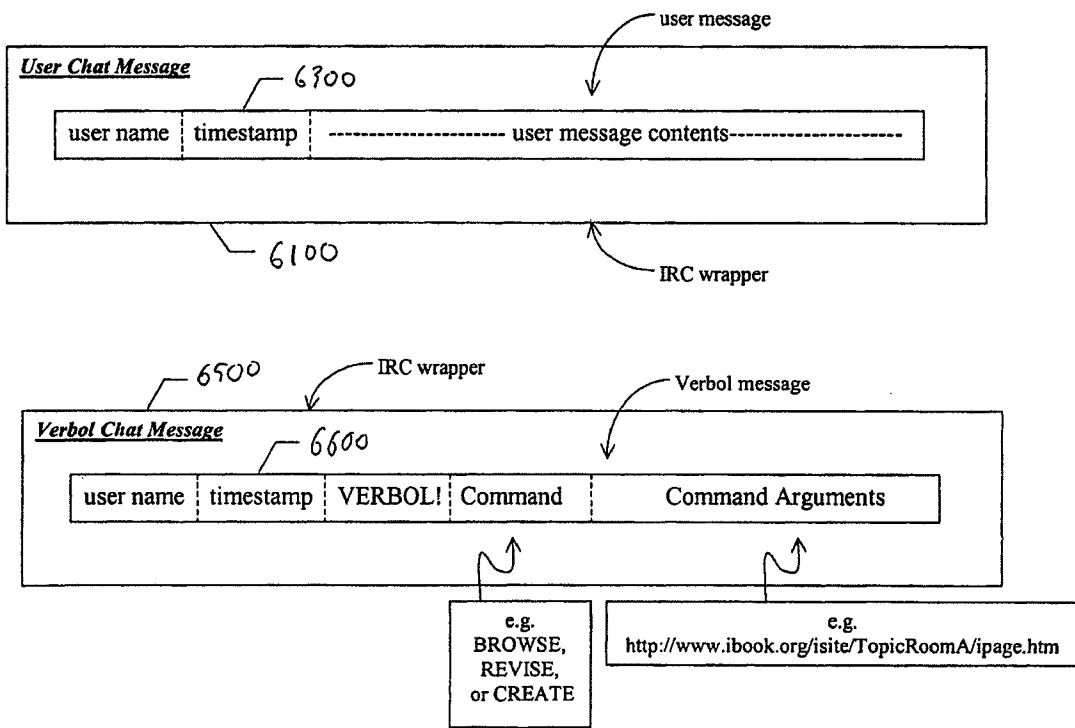 user message
User Chat Message
6300
user name timestamp ---------------------- user message contents------------------
6100
IRC wrapper
6500
IRC wrapper
Verbol message
Verbol Chat Message
6600
user name timestamp VERBOL! Command Command Arguments
e.g.
BROWSE,
REVISE,
or CREATE
e.g.
http://www.ibook.org/isite/TopicRoomA/ipage.htm